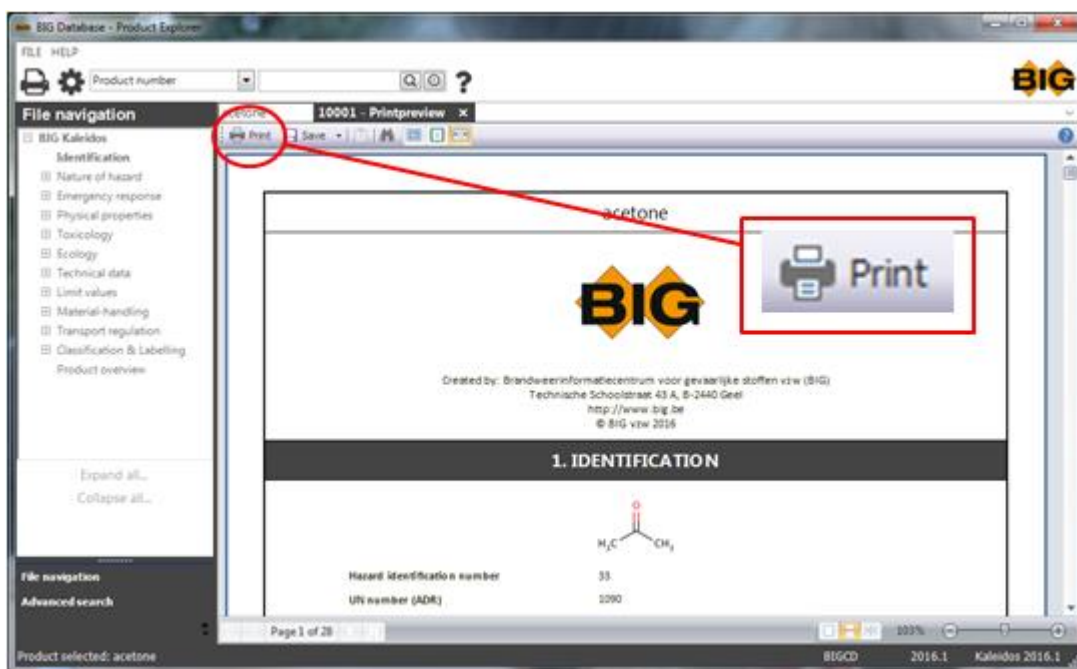 BIG Database - Product Explorer
FILE HELP
Product number
?
BIG
File navigation
acetone
10001 - Printpreview x
BIG Kaleidos
Identification
Nature of hazard
Emergency response
Physical properties
Toxicology
Ecology
Technical data
Limit values
Material-handling
Transport regulation
Classification & Labelling
Product overview
Expand all...
Collapse all...
File navigation
Advanced search
Print
Save
acetone
Print
BIG
Created by: Brandweerinformatiecentrum voor gevaarlijke stoffen vzw (BIG)
Technische Schoolstraat 43 A, B-2440 Geel
http://www.big.be
© BIG vzw 2016
1. IDENTIFICATION
O
H3C CH3
Hazard identification number 33
UN number (ADR) 1090
Page 1 of 28
103%
Product selected: acetone
BIGCD 2016.1 Kaleidos 2016.1